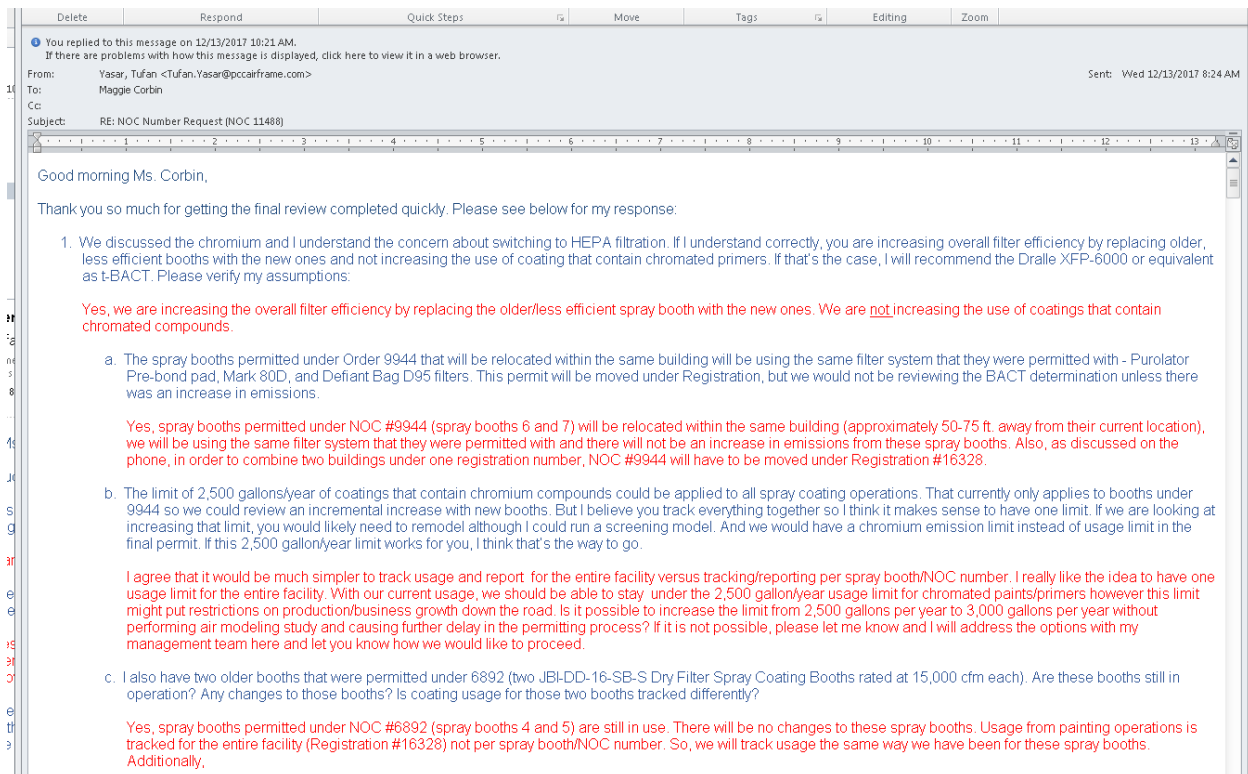 Delete Respond Quick Steps Move Tags Editing Zoom
You replied to this message on 12/13/2017 10:21 AM.
If there are problems with how this message is displayed, click here to view it in a web browser.
From: Yasar, Tufan <Tufan.Yasar@pccairframe.com> Sent: Wed 12/13/2017 8:24 AM
To: Maggie Corbin
Cc:
Subject: RE: NOC Number Request (NOC 11488)
1 2 3 4 5 6 7 8 9 10 11 12 13
Good morning Ms. Corbin,
Thank you so much for getting the final review completed quickly. Please see below for my response:
1. We discussed the chromium and I understand the concern about switching to HEPA filtration. If I understand correctly, you are increasing overall filter efficiency by replacing older,
less efficient booths with the new ones and not increasing the use of coating that contain chromated primers. If that's the case, I will recommend the Dralle XFP-6000 or equivalent
as t-BACT. Please verify my assumptions:
Yes, we are increasing the overall filter efficiency by replacing the older/less efficient spray booth with the new ones. We are not increasing the use of coatings that contain
chromated compounds.
a. The spray booths permitted under Order 9944 that will be relocated within the same building will be using the same filter system that they were permitted with - Purolator
Pre-bond pad, Mark 80D, and Defiant Bag D95 filters. This permit will be moved under Registration, but we would not be reviewing the BACT determination unless there
was an increase in emissions.
Yes, spray booths permitted under NOC #9944 (spray booths 6 and 7) will be relocated within the same building (approximately 50-75 ft. away from their current location),
we will be using the same filter system that they were permitted with and there will not be an increase in emissions from these spray booths. Also, as discussed on the
phone, in order to combine two buildings under one registration number, NOC #9944 will have to be moved under Registration #16328.
b. The limit of 2,500 gallons/year of coatings that contain chromium compounds could be applied to all spray coating operations. That currently only applies to booths under
9944 so we could review an incremental increase with new booths. But I believe you track everything together so I think it makes sense to have one limit. If we are looking at
increasing that limit, you would likely need to remodel although I could run a screening model. And we would have a chromium emission limit instead of usage limit in the
final permit. If this 2,500 gallon/year limit works for you, I think that's the way to go.
I agree that it would be much simpler to track usage and report for the entire facility versus tracking/reporting per spray booth/NOC number. I really like the idea to have one
usage limit for the entire facility. With our current usage, we should be able to stay under the 2,500 gallon/year usage limit for chromated paints/primers however this limit
might put restrictions on production/business growth down the road. Is it possible to increase the limit from 2,500 gallons per year to 3,000 gallons per year without
performing air modeling study and causing further delay in the permitting process? If it is not possible, please let me know and I will address the options with my
management team here and let you know how we would like to proceed.
c. I also have two older booths that were permitted under 6892 (two JBI-DD-16-SB-S Dry Filter Spray Coating Booths rated at 15,000 cfm each). Are these booths still in
operation? Any changes to those booths? Is coating usage for those two booths tracked differently?
Yes, spray booths permitted under NOC #6892 (spray booths 4 and 5) are still in use. There will be no changes to these spray booths. Usage from painting operations is
tracked for the entire facility (Registration #16328) not per spray booth/NOC number. So, we will track usage the same way we have been for these spray booths.
Additionally,